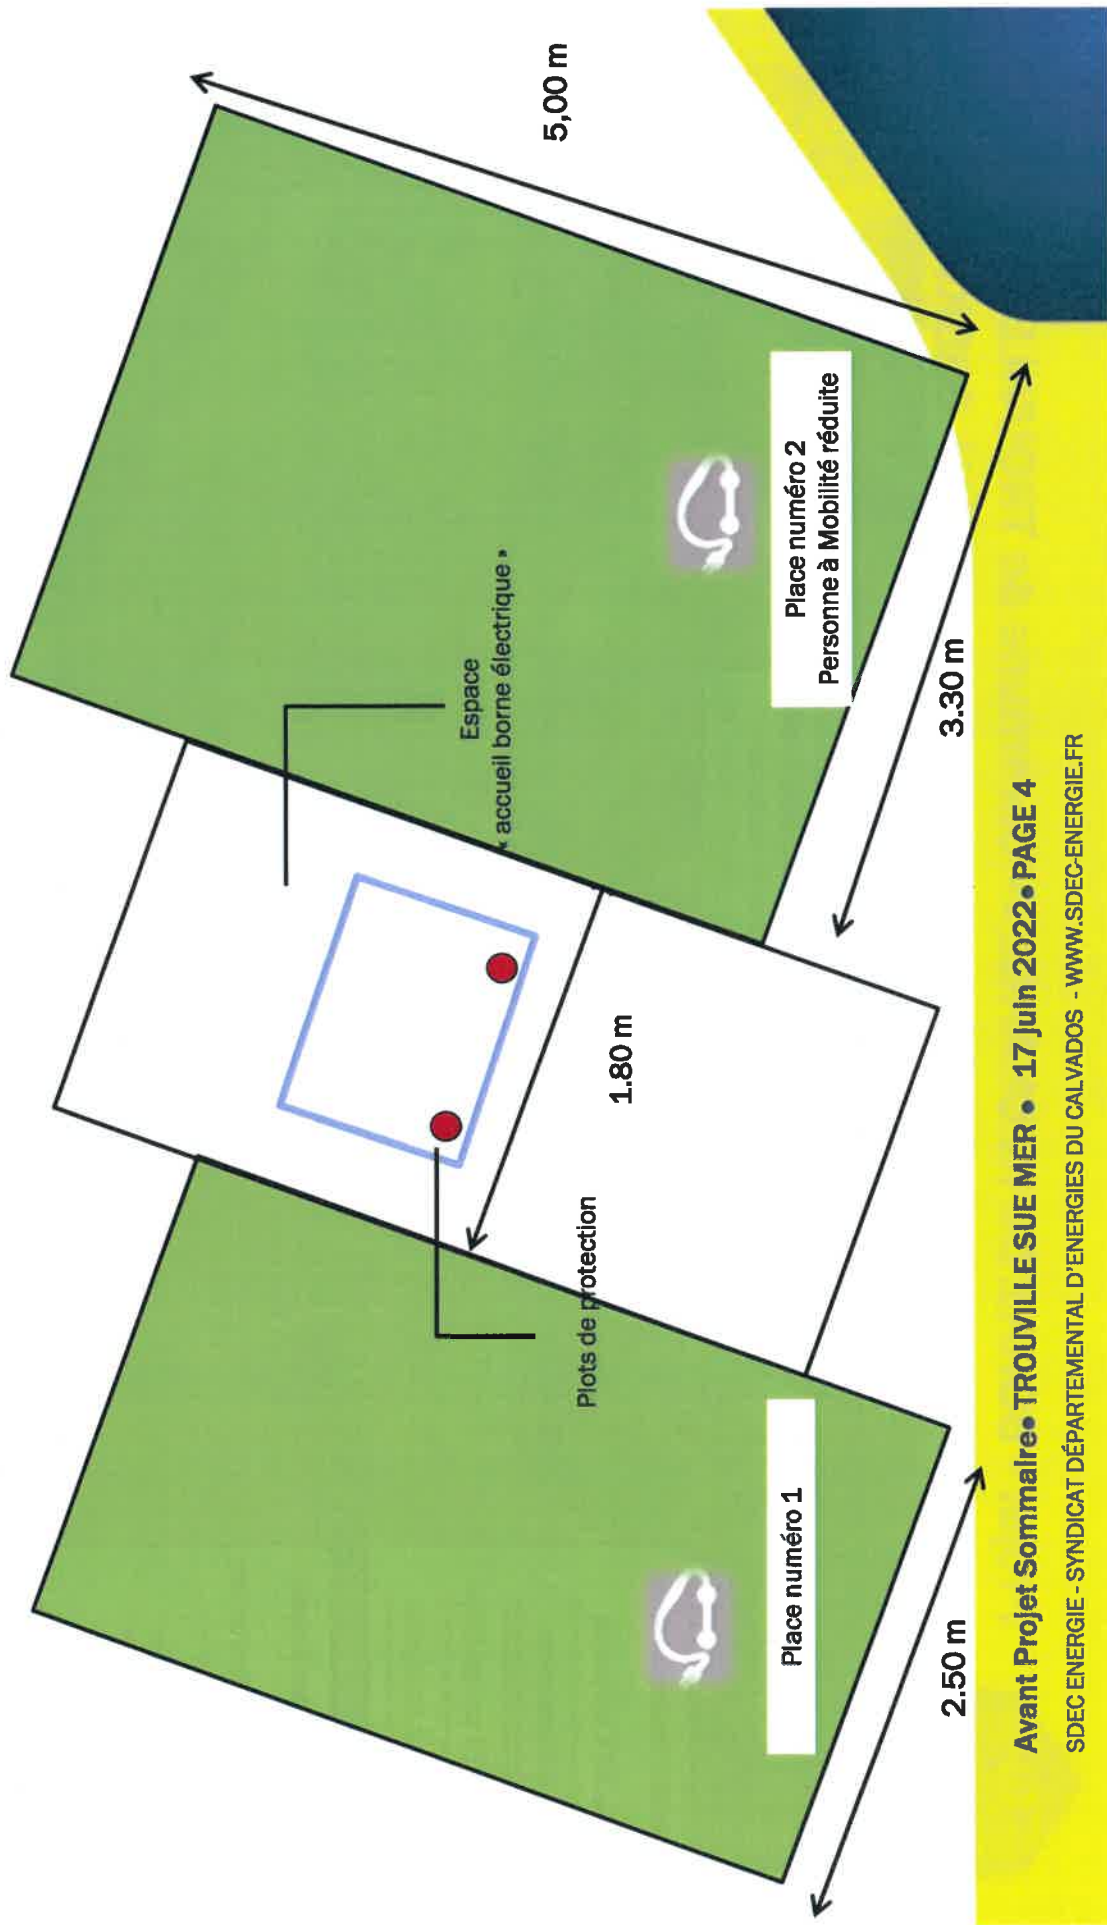 5,00 m
Espace
« accueil borne électrique »
Place numéro 2
Personne à Mobilité réduite
3.30 m
1.80 m
Plots de protection
Place numéro 1
2.50 m
Avant Projet Sommaire • TROUVILLE SUE MER • 17 juin 2022 • PAGE 4
SDEC ENERGIE - SYNDICAT DÉPARTEMENTAL D'ENERGIES DU CALVADOS - WWW.SDEC-ENERGIE.FR